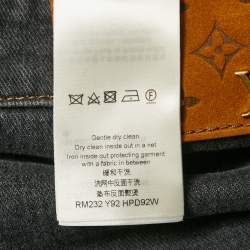 Gentle dry clean
Dry clean inside out in a net
Iron inside out protecting garment
with a fabric in between
缓和干洗
洗网中反面干洗
垫布反面熨烫
RM232 Y92 HPD92W